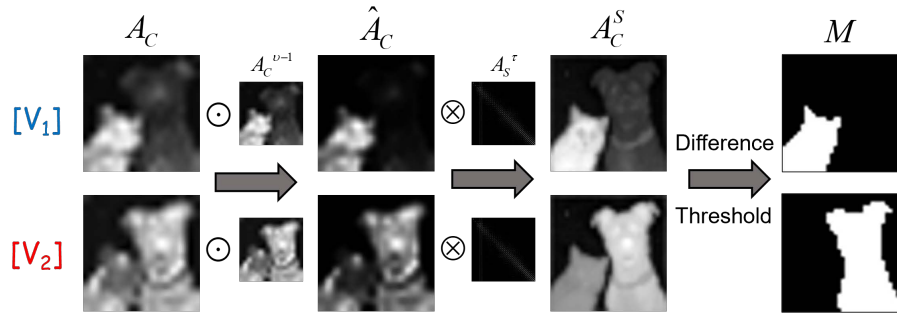 A_C A_C^{υ-1} Â_C A_S^τ A_C^S M
[V₁] ⊙ ⊗
Difference
Threshold
[V₂] ⊙ ⊗